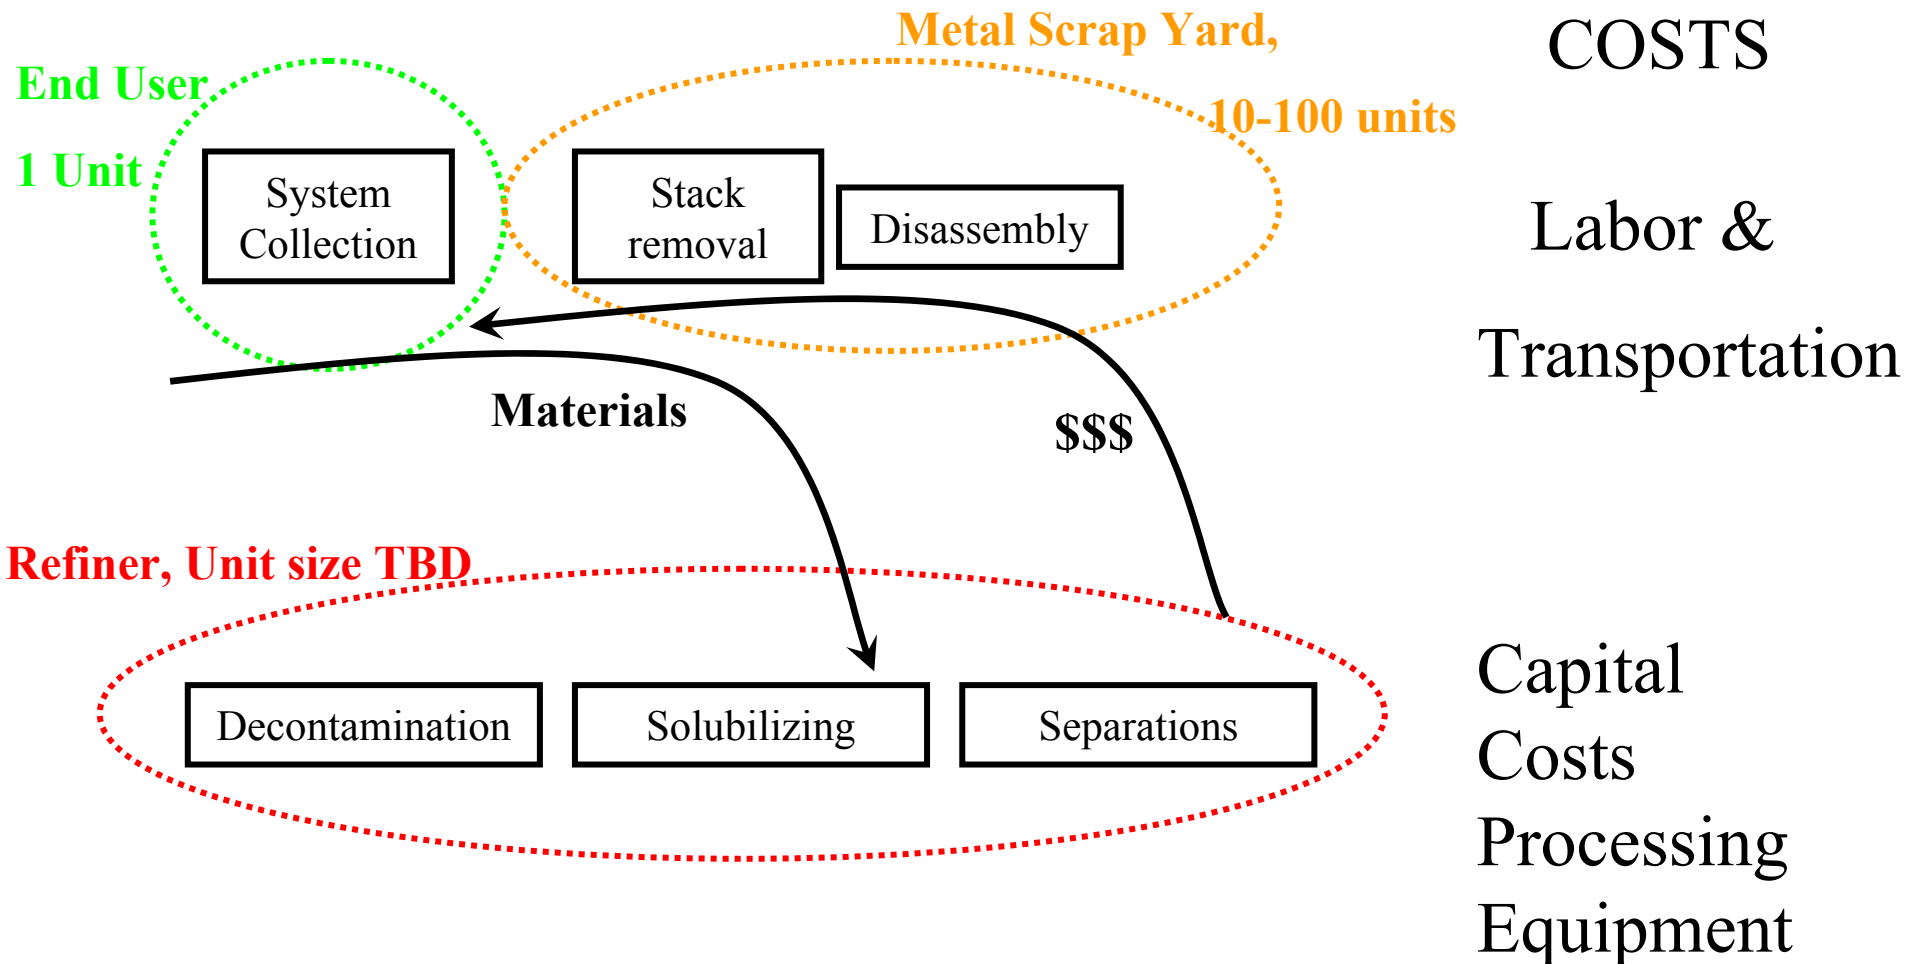 Metal Scrap Yard,
10-100 units
COSTS
End User
1 Unit
System
Collection
Stack
removal
Disassembly
Labor &
Transportation
Materials
$$$
Refiner, Unit size TBD
Decontamination
Solubilizing
Separations
Capital
Costs
Processing
Equipment